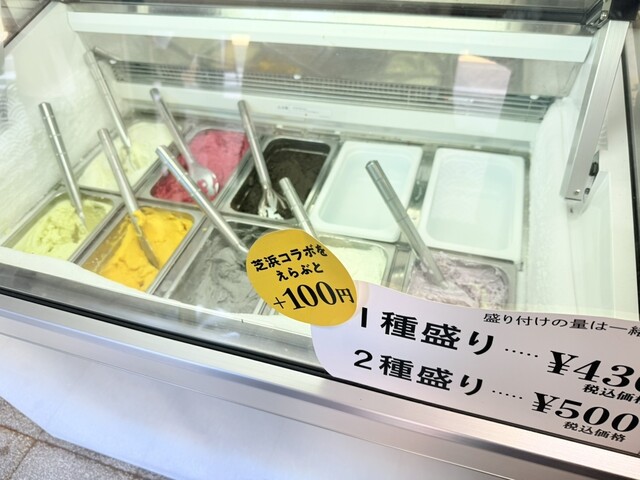 芝浜コラボを
えらぶと
+100円
盛り付けの量は一緒
1種盛り……¥430
税込価格
2種盛り……¥500
税込価格